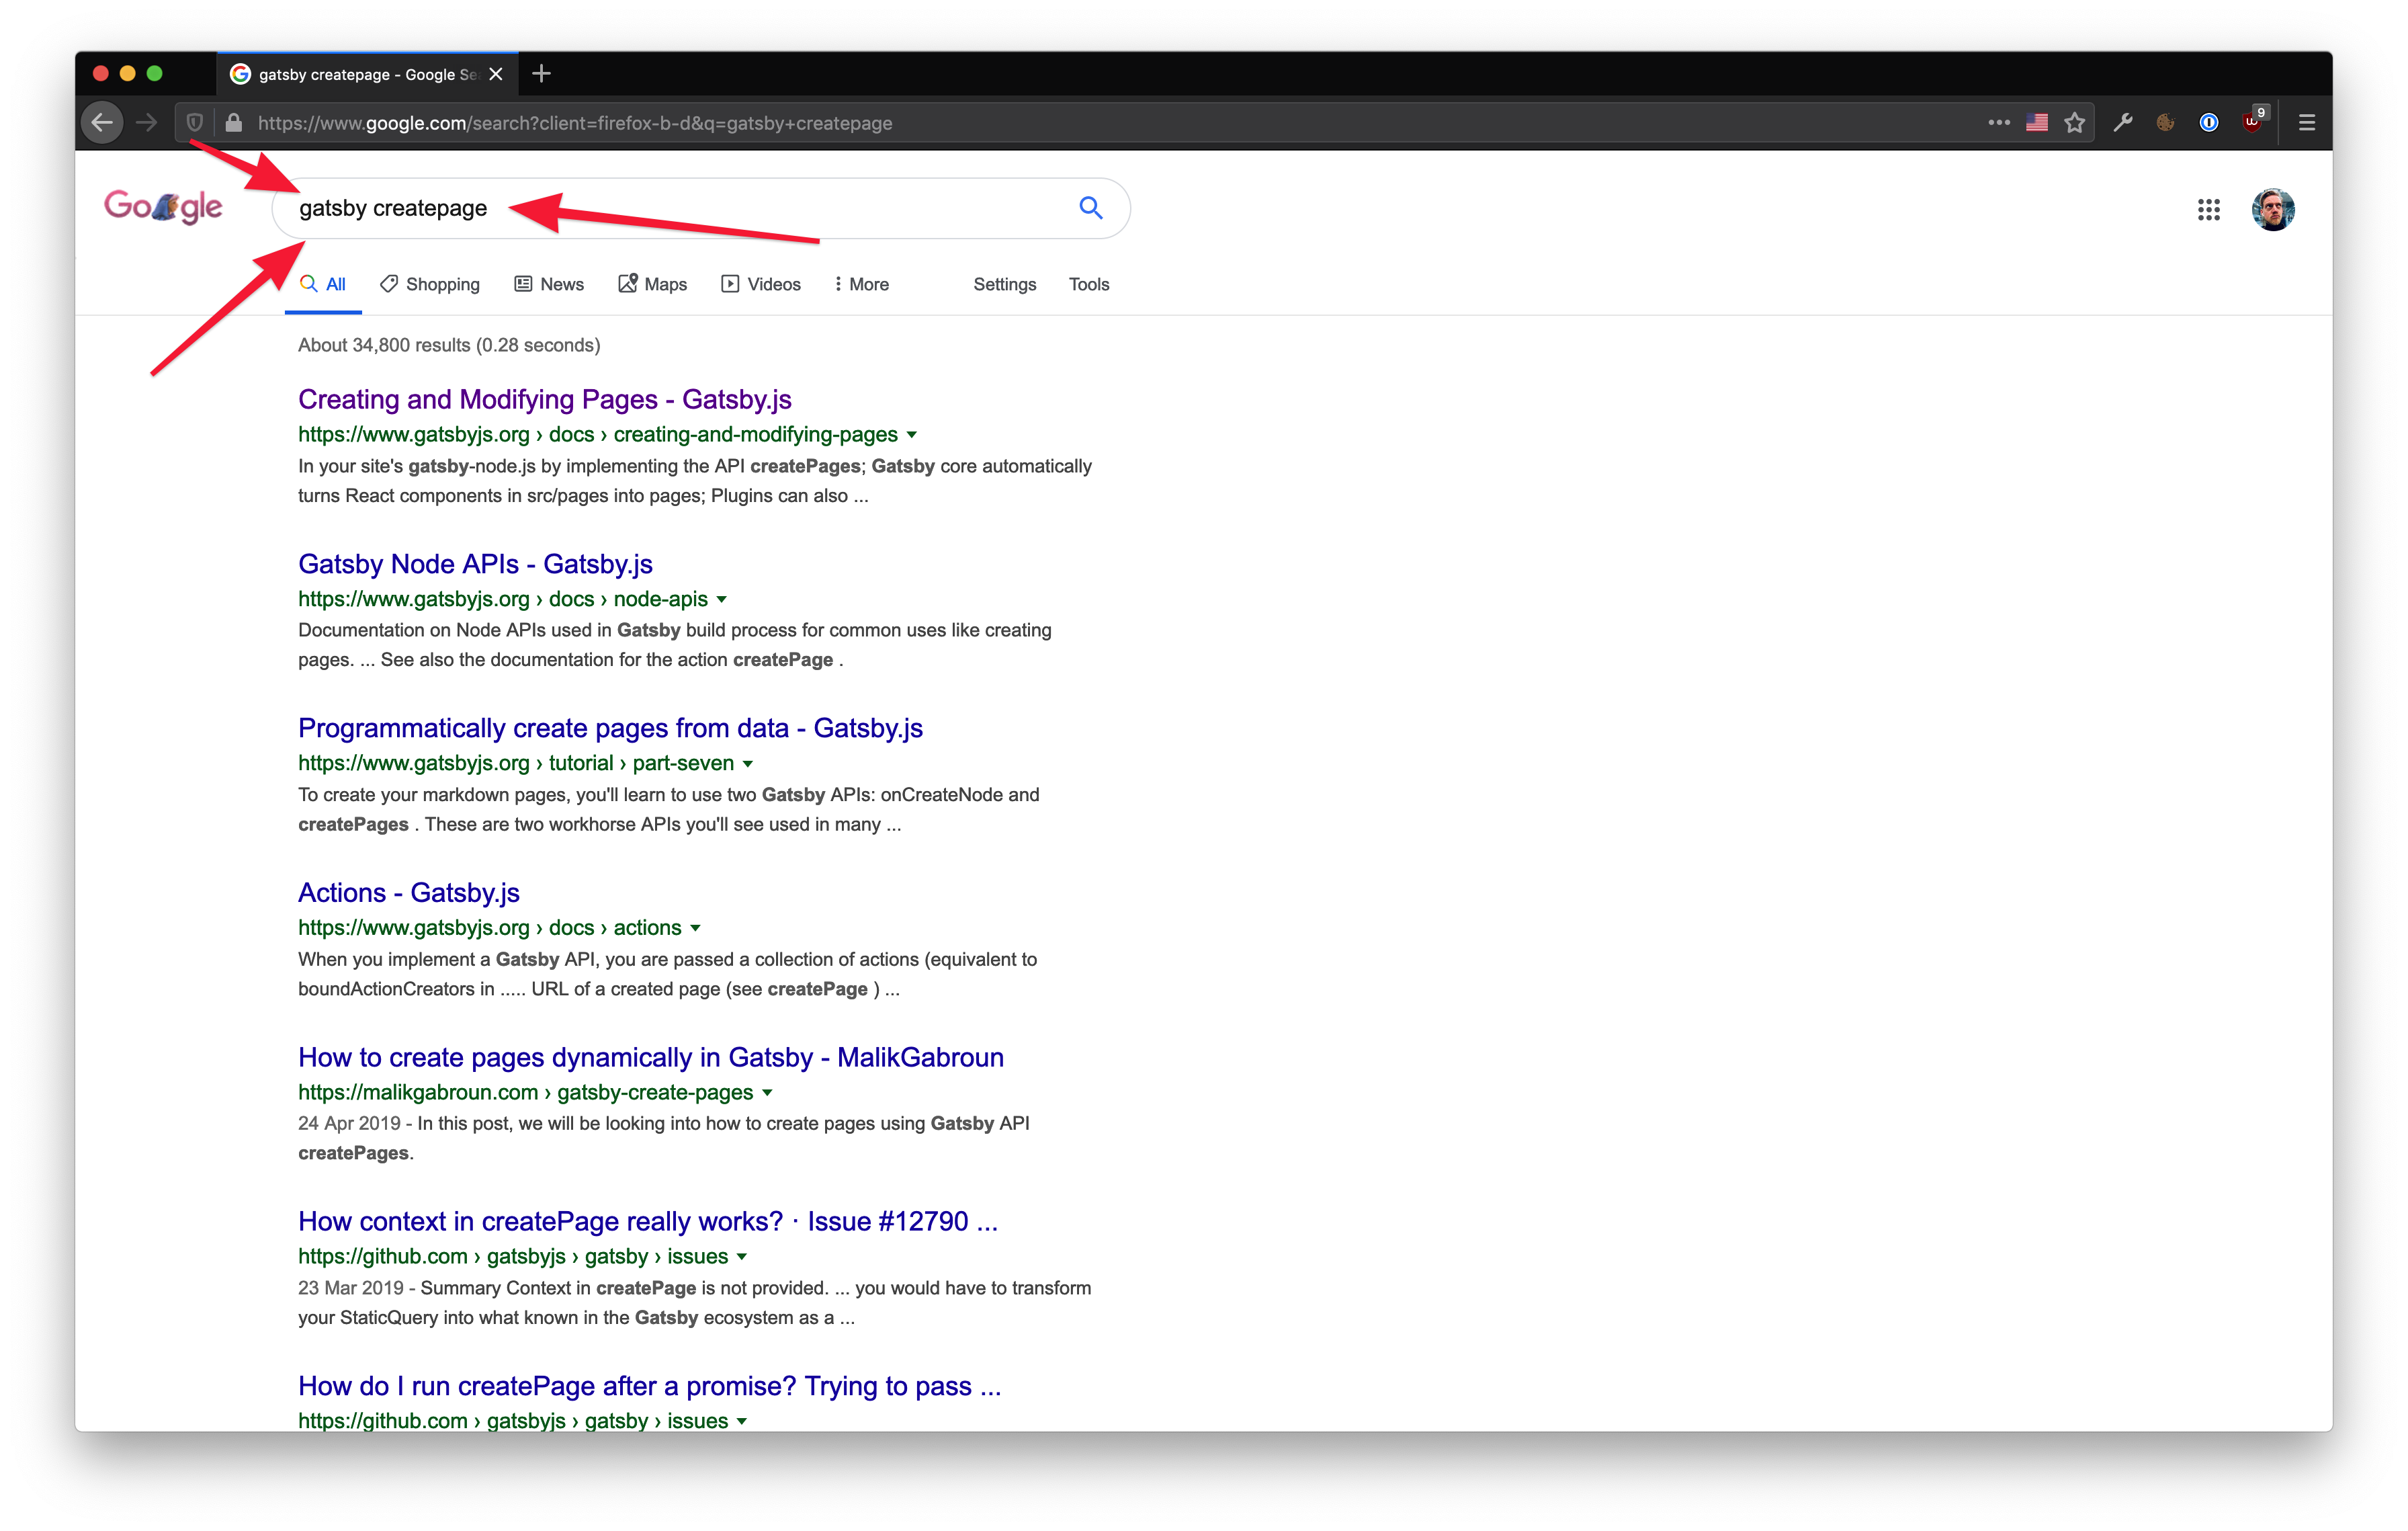 gatsby createpage - Google Se
https://www.google.com/search?client=firefox-b-d&q=gatsby+createpage
9
Google
gatsby createpage
All Shopping News Maps Videos More Settings Tools
About 34,800 results (0.28 seconds)
Creating and Modifying Pages - Gatsby.js
https://www.gatsbyjs.org › docs › creating-and-modifying-pages
In your site's gatsby-node.js by implementing the API createPages; Gatsby core automatically
turns React components in src/pages into pages; Plugins can also ...
Gatsby Node APIs - Gatsby.js
https://www.gatsbyjs.org › docs › node-apis
Documentation on Node APIs used in Gatsby build process for common uses like creating
pages. ... See also the documentation for the action createPage .
Programmatically create pages from data - Gatsby.js
https://www.gatsbyjs.org › tutorial › part-seven
To create your markdown pages, you'll learn to use two Gatsby APIs: onCreateNode and
createPages . These are two workhorse APIs you'll see used in many ...
Actions - Gatsby.js
https://www.gatsbyjs.org › docs › actions
When you implement a Gatsby API, you are passed a collection of actions (equivalent to
boundActionCreators in ..... URL of a created page (see createPage ) ...
How to create pages dynamically in Gatsby - MalikGabroun
https://malikgabroun.com › gatsby-create-pages
24 Apr 2019 - In this post, we will be looking into how to create pages using Gatsby API
createPages.
How context in createPage really works? · Issue #12790 ...
https://github.com › gatsbyjs › gatsby › issues
23 Mar 2019 - Summary Context in createPage is not provided. ... you would have to transform
your StaticQuery into what known in the Gatsby ecosystem as a ...
How do I run createPage after a promise? Trying to pass ...
https://github.com › gatsbyjs › gatsby › issues